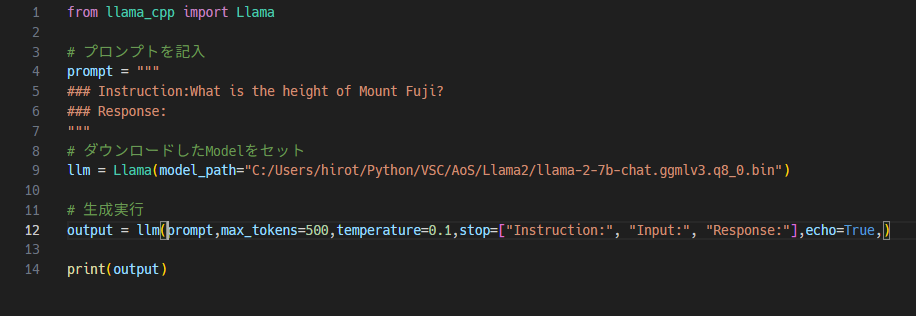 1 from llama_cpp import Llama
2
3 # プロンプトを記入
4 prompt = """
5 ### Instruction:What is the height of Mount Fuji?
6 ### Response:
7 """
8 # ダウンロードしたModelをセット
9 llm = Llama(model_path="C:/Users/hirot/Python/VSC/AoS/Llama2/llama-2-7b-chat.ggmlv3.q8_0.bin")
10
11 # 生成実行
12 output = llm(prompt,max_tokens=500,temperature=0.1,stop=["Instruction:", "Input:", "Response:"],echo=True,)
13
14 print(output)